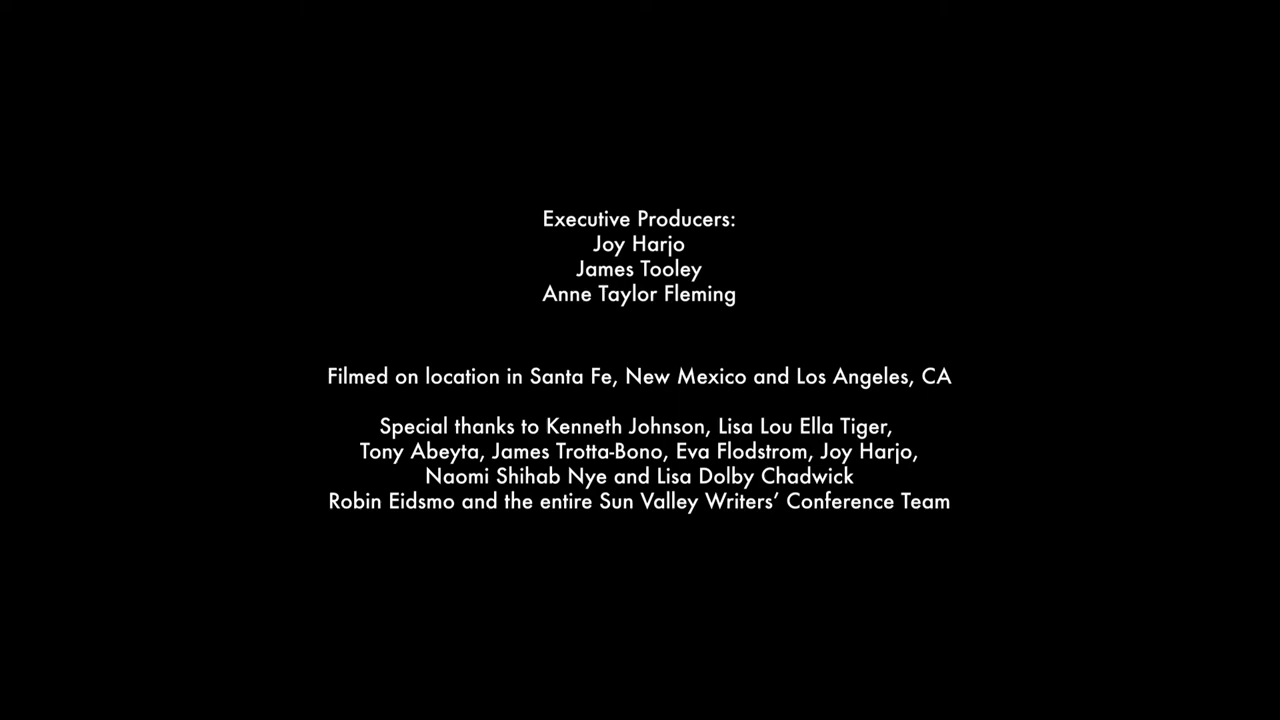 Executive Producers:
Joy Harjo
James Tooley
Anne Taylor Fleming
Filmed on location in Santa Fe, New Mexico and Los Angeles, CA
Special thanks to Kenneth Johnson, Lisa Lou Ella Tiger,
Tony Abeyta, James Trotta-Bono, Eva Flodstrom, Joy Harjo,
Naomi Shihab Nye and Lisa Dolby Chadwick
Robin Eidsmo and the entire Sun Valley Writers’ Conference Team